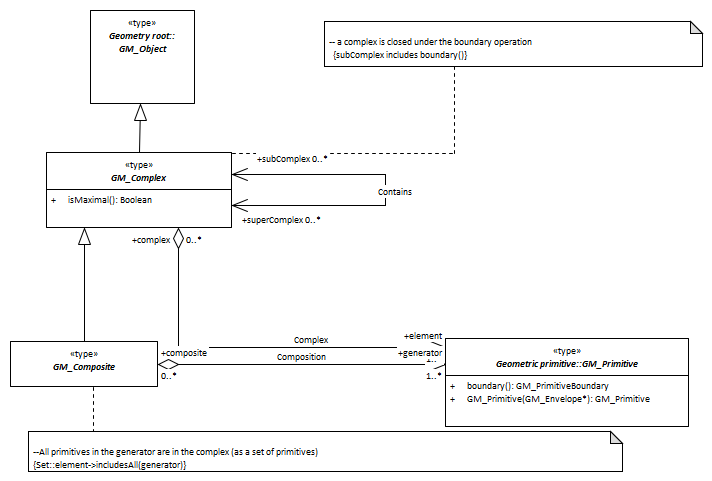 «type»
Geometry root::
GM_Object
-- a complex is closed under the boundary operation
{subComplex includes boundary()}
+subComplex 0..*
«type»
GM_Complex
+ isMaximal(): Boolean
Contains
+superComplex 0..*
+complex 0..*
Complex
+element
«type»
GM_Composite
+composite
0..*
Composition
+generator
1..*
«type»
Geometric primitive::GM_Primitive
+ boundary(): GM_PrimitiveBoundary
+ GM_Primitive(GM_Envelope*): GM_Primitive
--All primitives in the generator are in the complex (as a set of primitives)
{Set::element->includesAll(generator)}